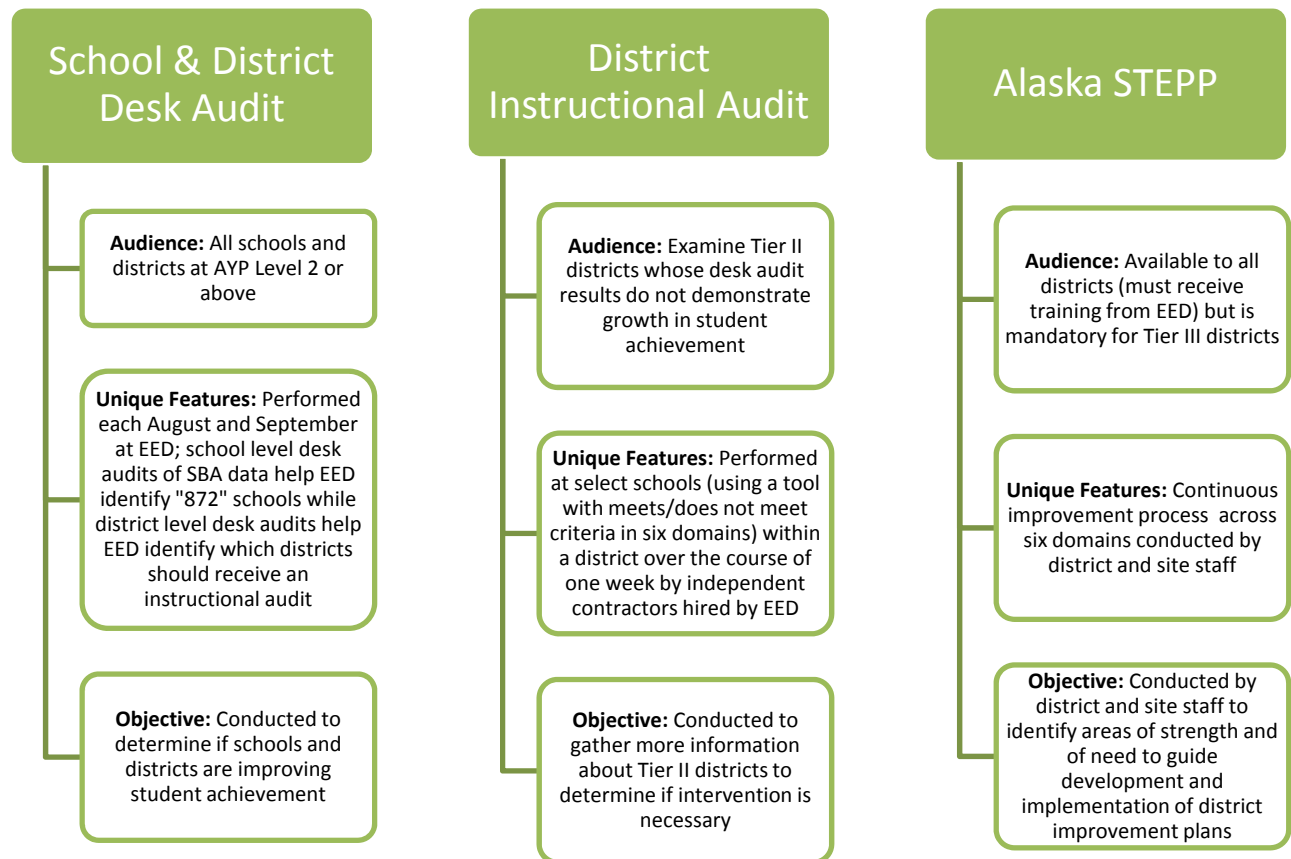 School & District
Desk Audit
Audience: All schools and
districts at AYP Level 2 or
above
Unique Features: Performed
each August and September
at EED; school level desk
audits of SBA data help EED
identify "872" schools while
district level desk audits help
EED identify which districts
should receive an
instructional audit
Objective: Conducted to
determine if schools and
districts are improving
student achievement
District
Instructional Audit
Audience: Examine Tier II
districts whose desk audit
results do not demonstrate
growth in student
achievement
Unique Features: Performed
at select schools (using a tool
with meets/does not meet
criteria in six domains) within
a district over the course of
one week by independent
contractors hired by EED
Objective: Conducted to
gather more information
about Tier II districts to
determine if intervention is
necessary
Alaska STEPP
Audience: Available to all
districts (must receive
training from EED) but is
mandatory for Tier III districts
Unique Features: Continuous
improvement process across
six domains conducted by
district and site staff
Objective: Conducted by
district and site staff to
identify areas of strength and
of need to guide
development and
implementation of district
improvement plans